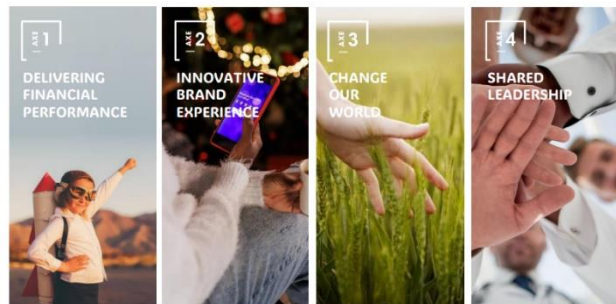 AXE 1
DELIVERING
FINANCIAL
PERFORMANCE
AXE 2
INNOVATIVE
BRAND
EXPERIENCE
AXE 3
CHANGE
OUR
WORLD
AXE 4
SHARED
LEADERSHIP